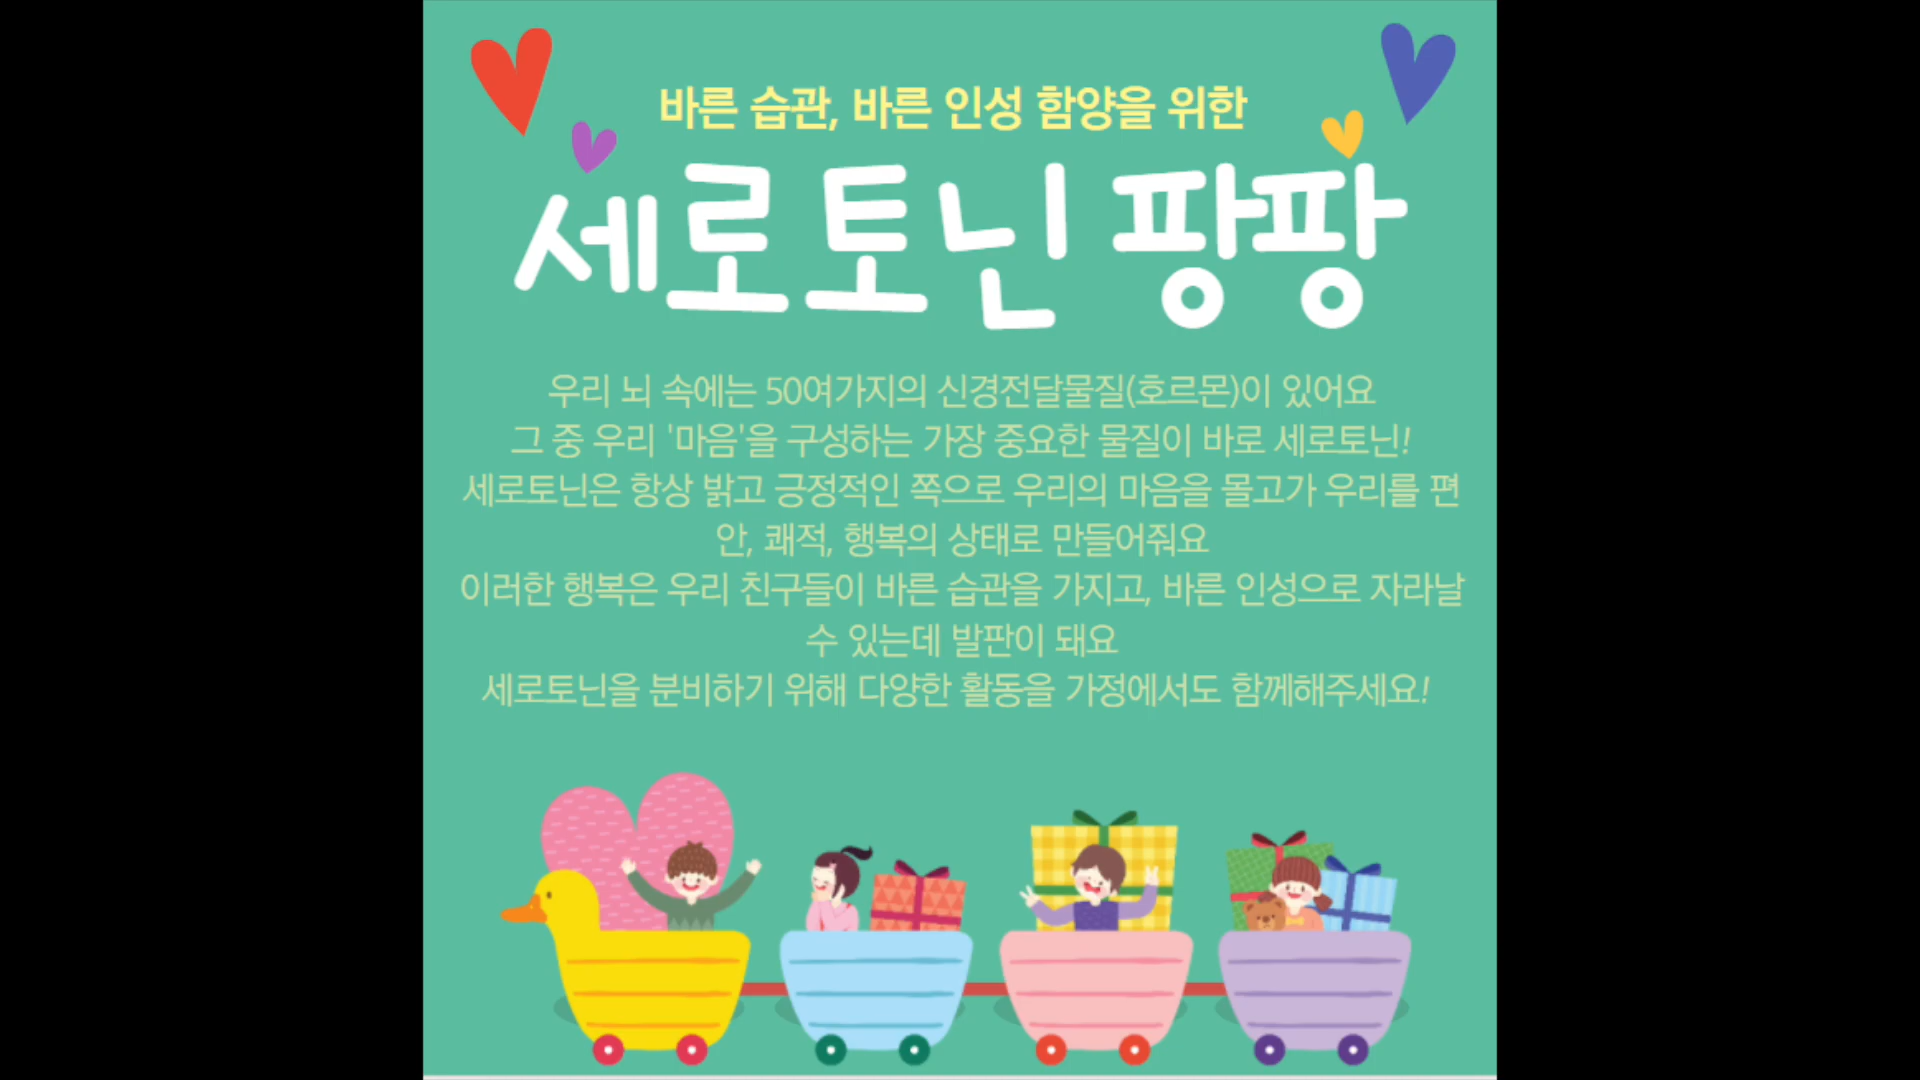 바른 습관, 바른 인성 함양을 위한
세로토닌 팡팡
우리 뇌 속에는 50여가지의 신경전달물질(호르몬)이 있어요
그 중 우리 '마음'을 구성하는 가장 중요한 물질이 바로 세로토닌!
세로토닌은 항상 밝고 긍정적인 쪽으로 우리의 마음을 몰고가 우리를 편
안, 쾌적, 행복의 상태로 만들어줘요
이러한 행복은 우리 친구들이 바른 습관을 가지고, 바른 인성으로 자라날
수 있는데 발판이 돼요
세로토닌을 분비하기 위해 다양한 활동을 가정에서도 함께해주세요!